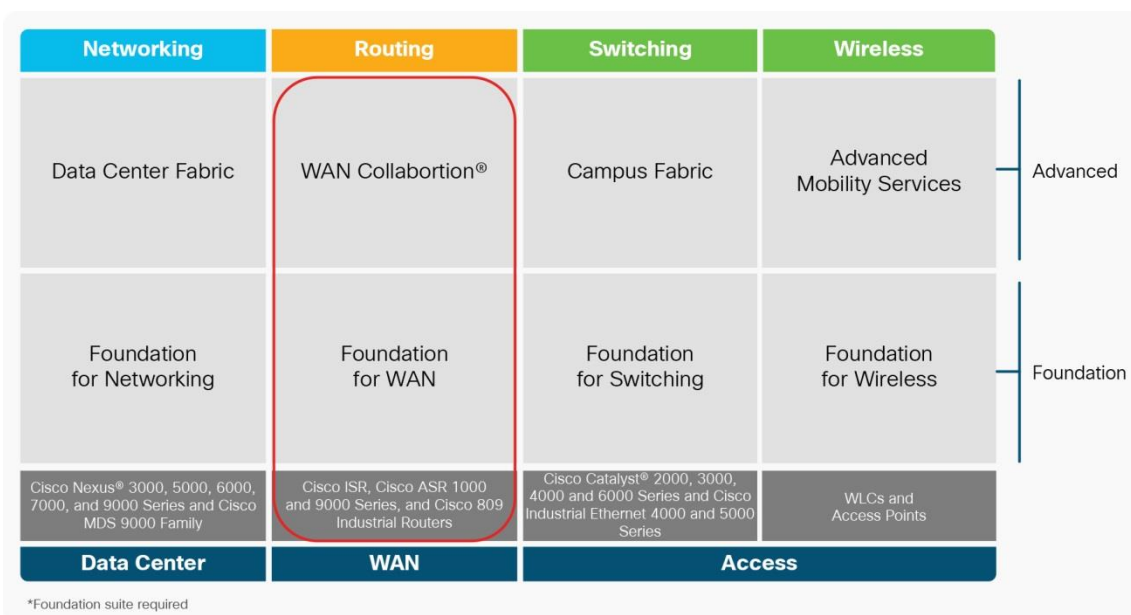 Networking
Routing
Switching
Wireless
Data Center Fabric
WAN Collabortion®
Campus Fabric
Advanced
Mobility Services
Advanced
Foundation
for Networking
Foundation
for WAN
Foundation
for Switching
Foundation
for Wireless
Foundation
Cisco Nexus® 3000, 5000, 6000,
7000, and 9000 Series and Cisco
MDS 9000 Family
Cisco ISR, Cisco ASR 1000
and 9000 Series, and Cisco 809
Industrial Routers
Cisco Catalyst® 2000, 3000,
4000 and 6000 Series and Cisco
Industrial Ethernet 4000 and 5000
Series
WLCs and
Access Points
Data Center
WAN
Access
*Foundation suite required